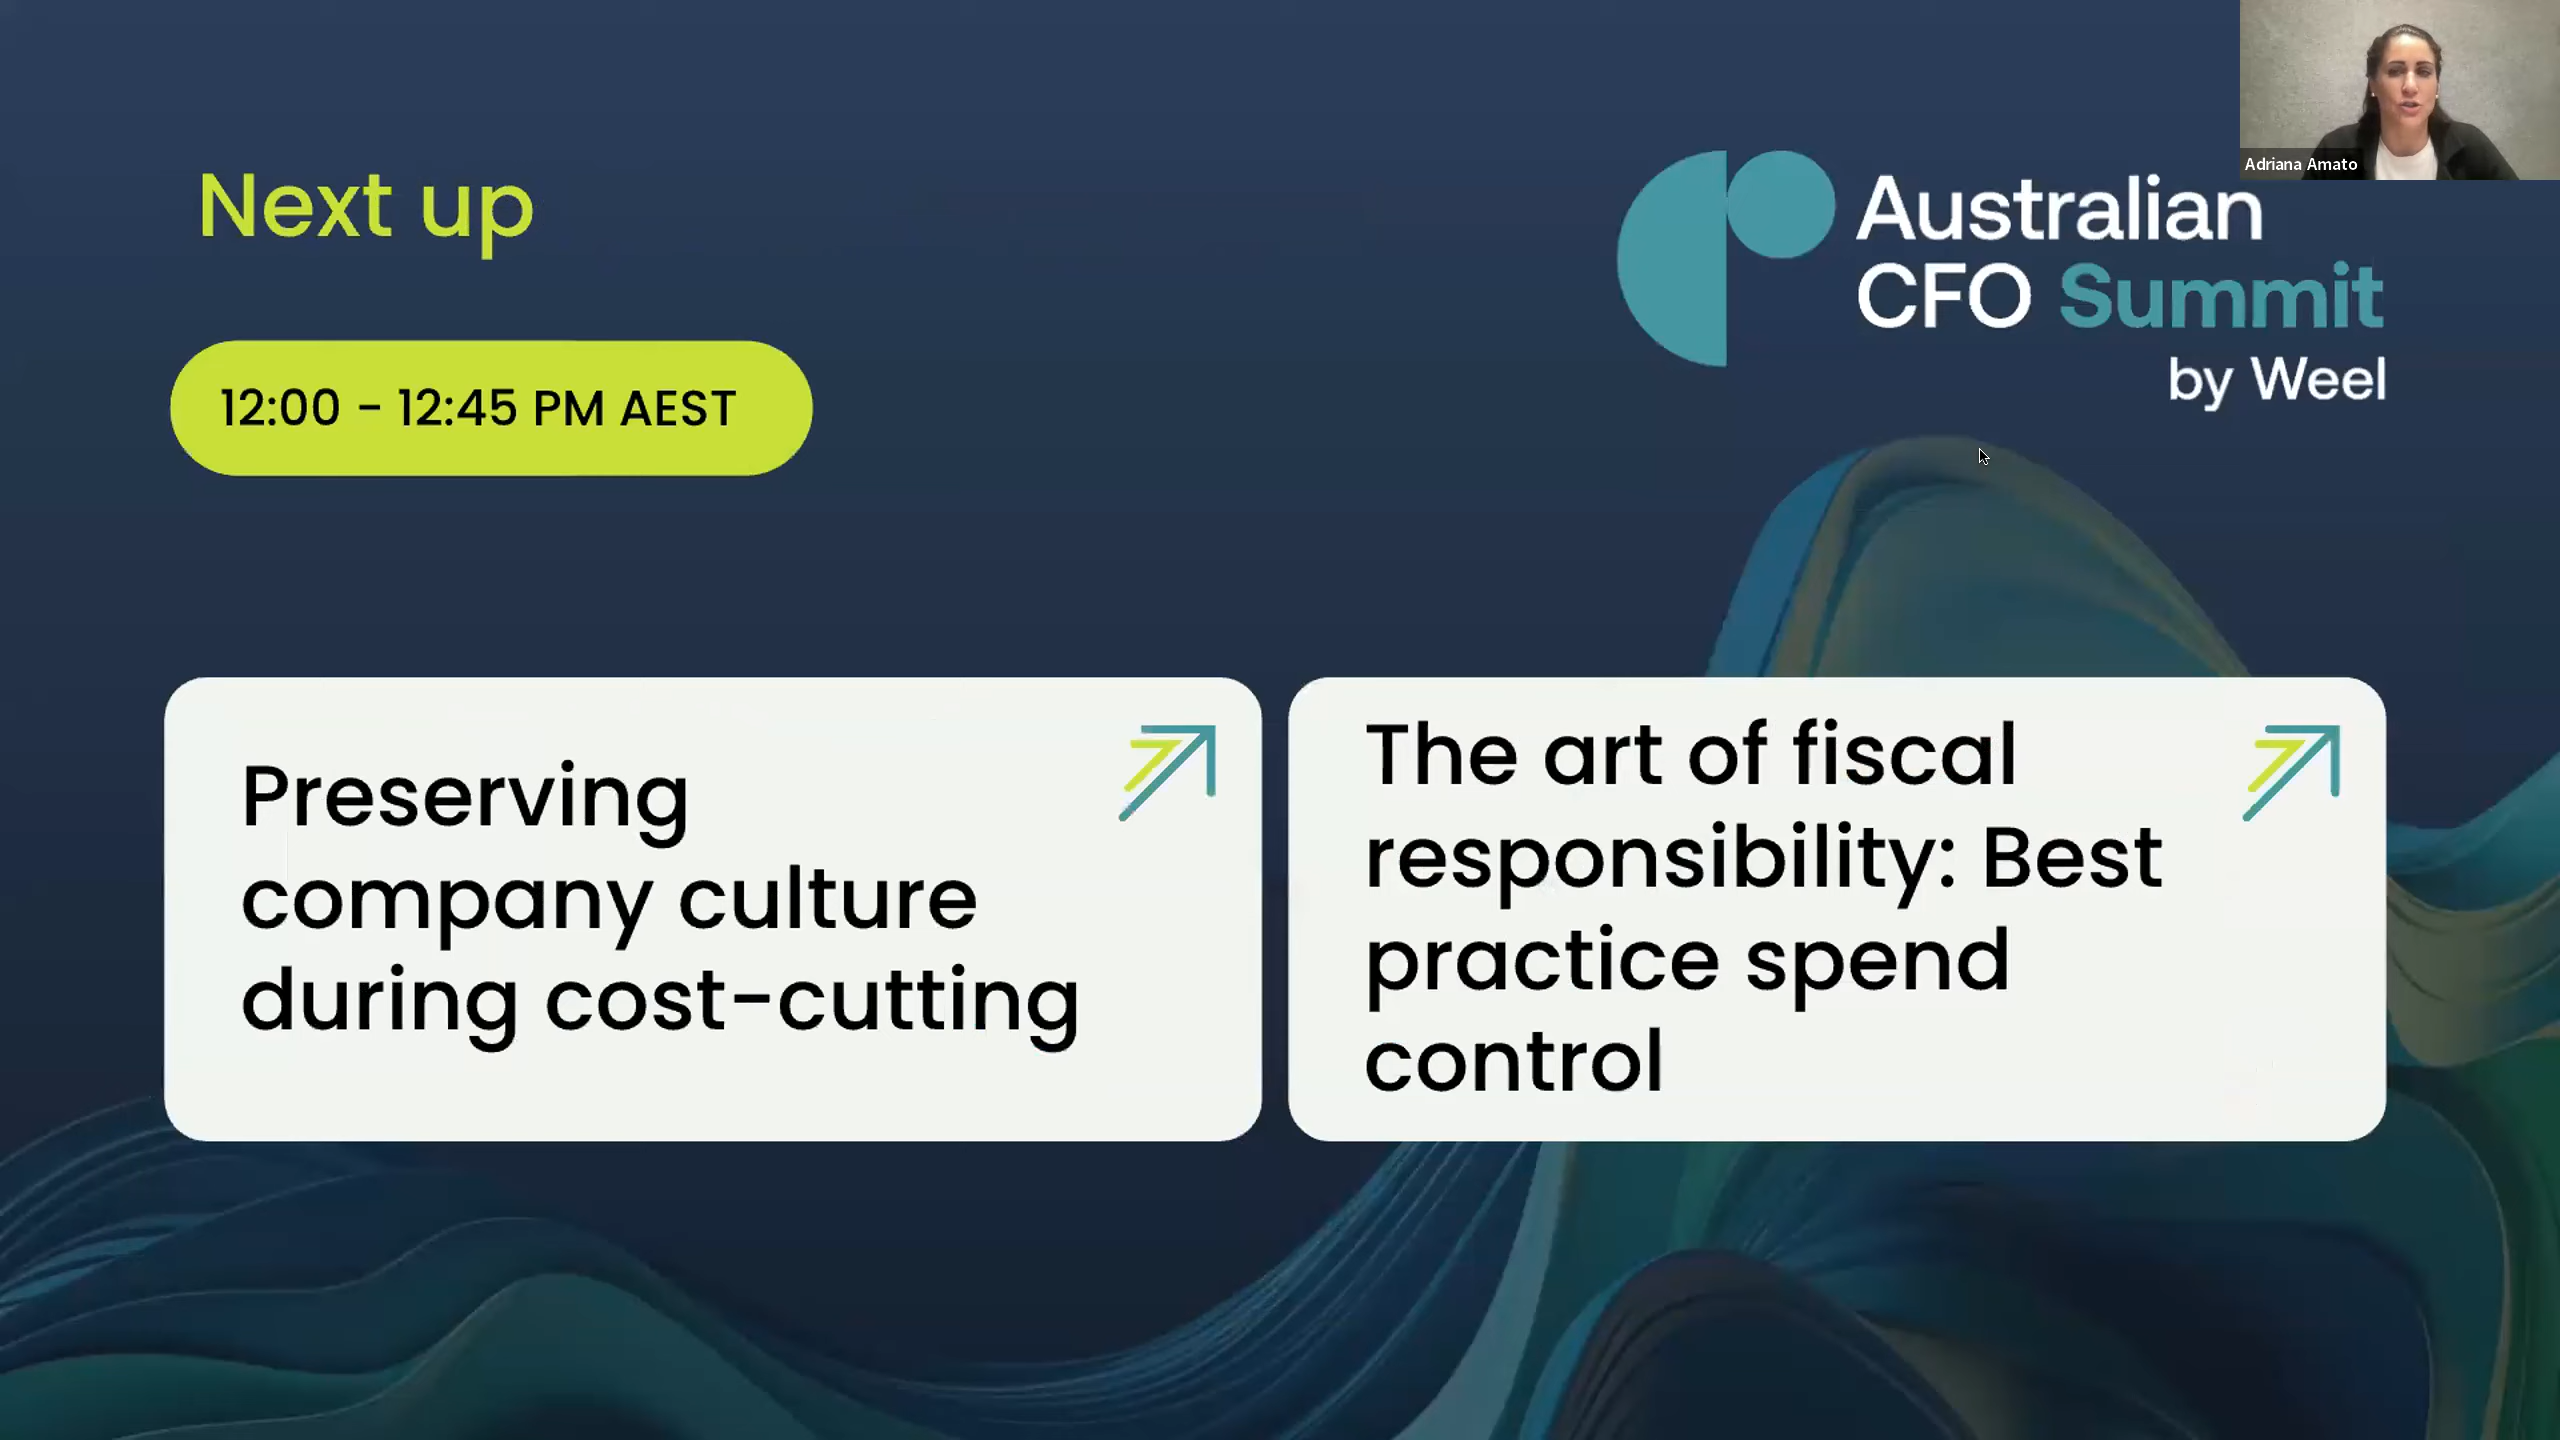 Next up
Adriana Amato
Australian
CFO Summit
by Weel
12:00 - 12:45 PM AEST
Preserving
company culture
during cost-cutting
The art of fiscal
responsibility: Best
practice spend
control